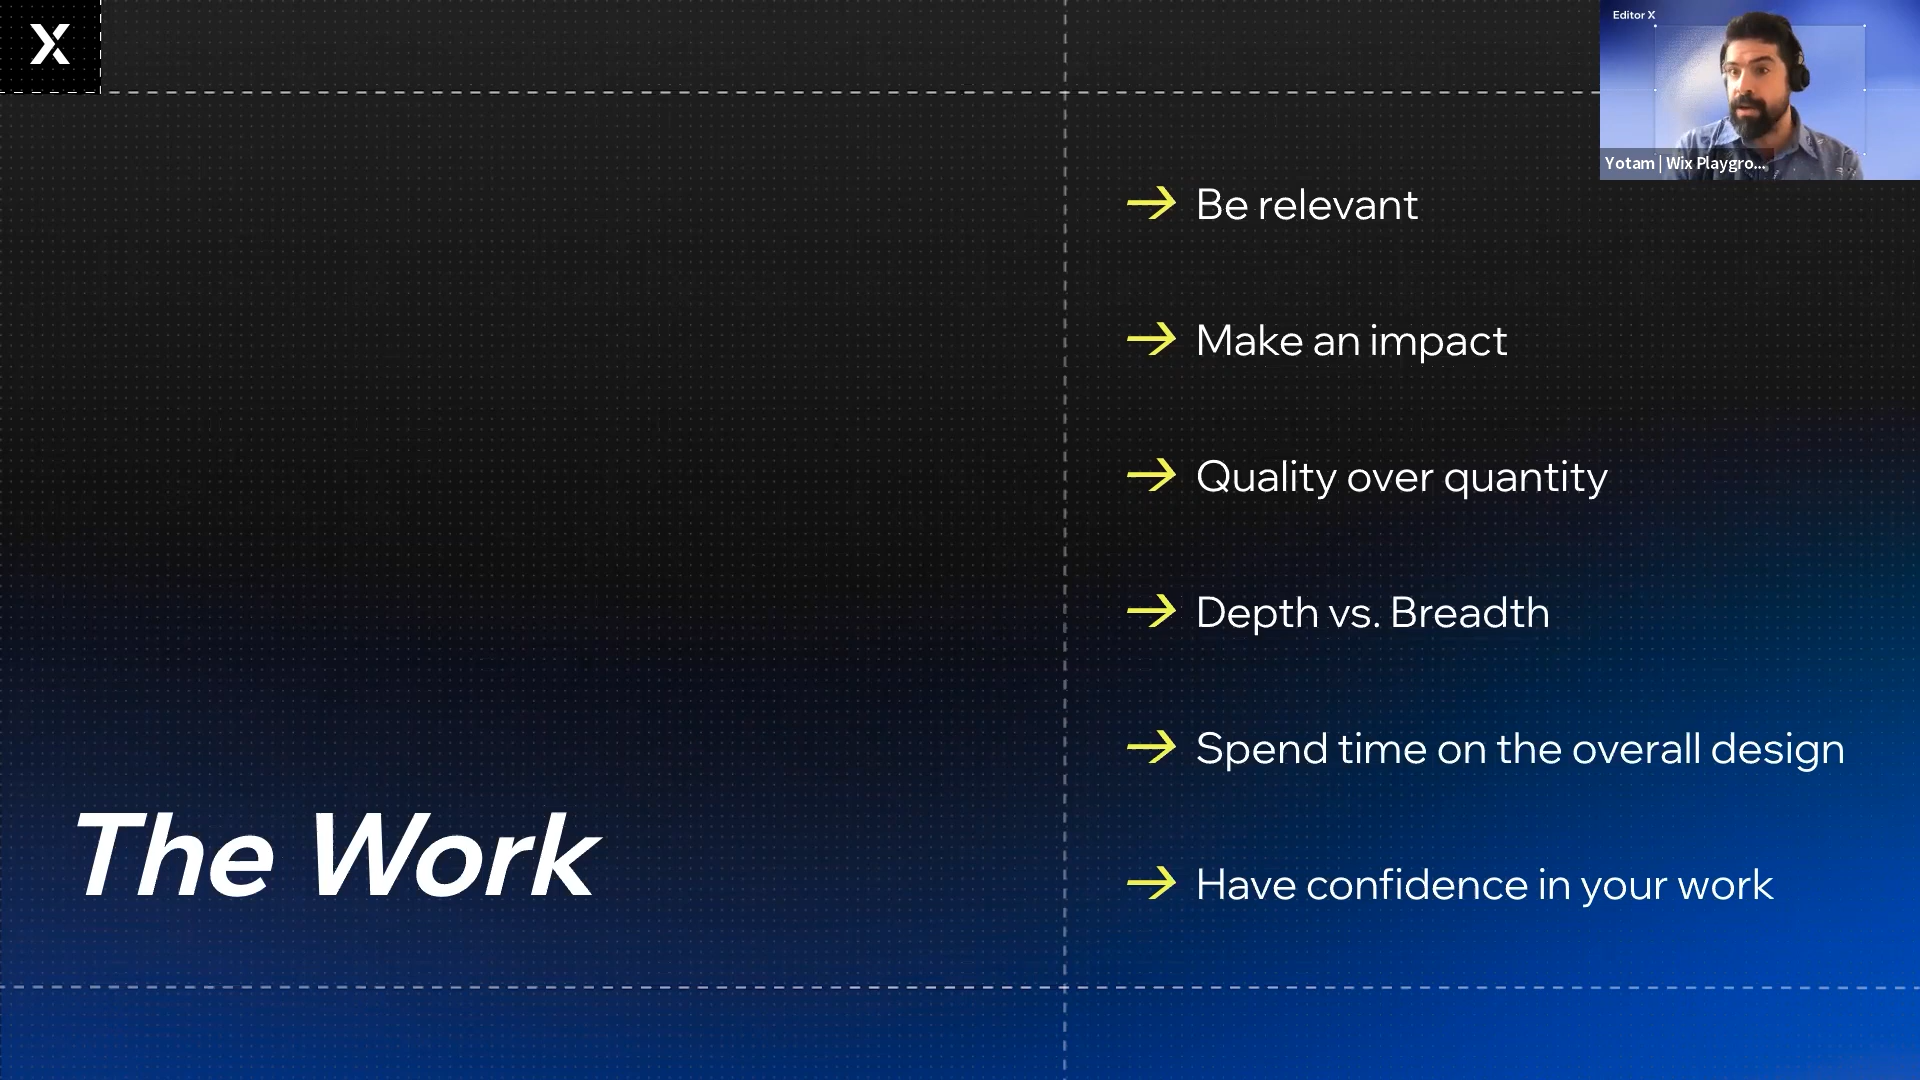 X
Editor X
Yotam | Wix Playgro...
Be relevant
Make an impact
Quality over quantity
Depth vs. Breadth
Spend time on the overall design
Have confidence in your work
The Work